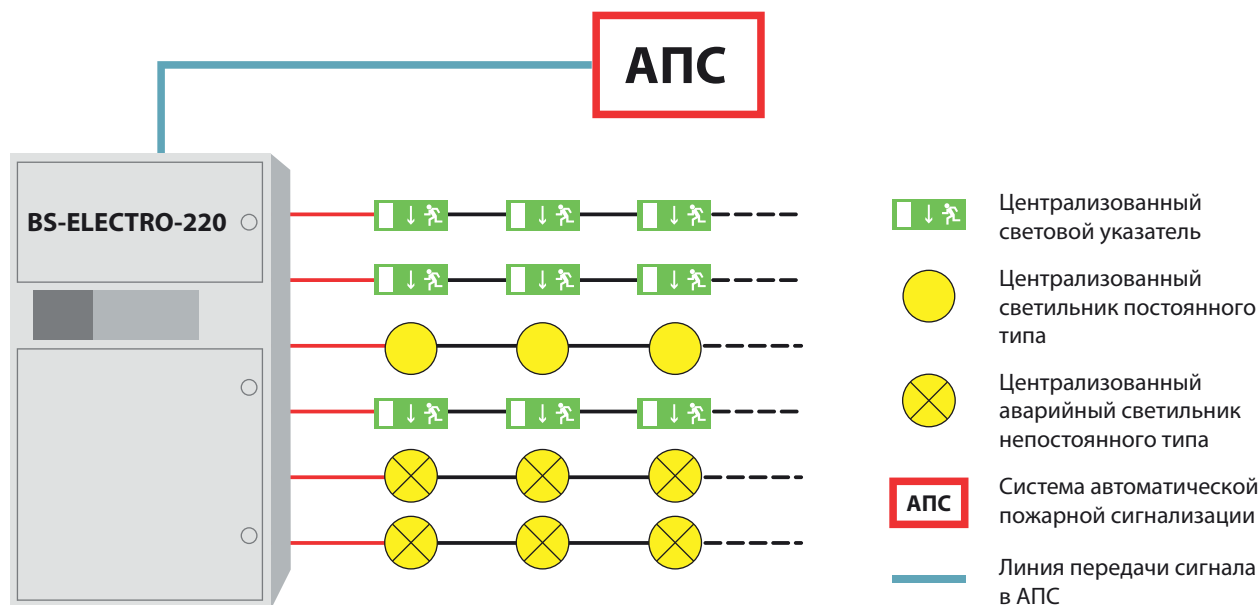 АПС
BS-ELECTRO-220
Централизованный
световой указатель
Централизованный
светильник постоянного
типа
Централизованный
аварийный светильник
непостоянного типа
АПС
Система автоматической
пожарной сигнализации
Линия передачи сигнала
в АПС